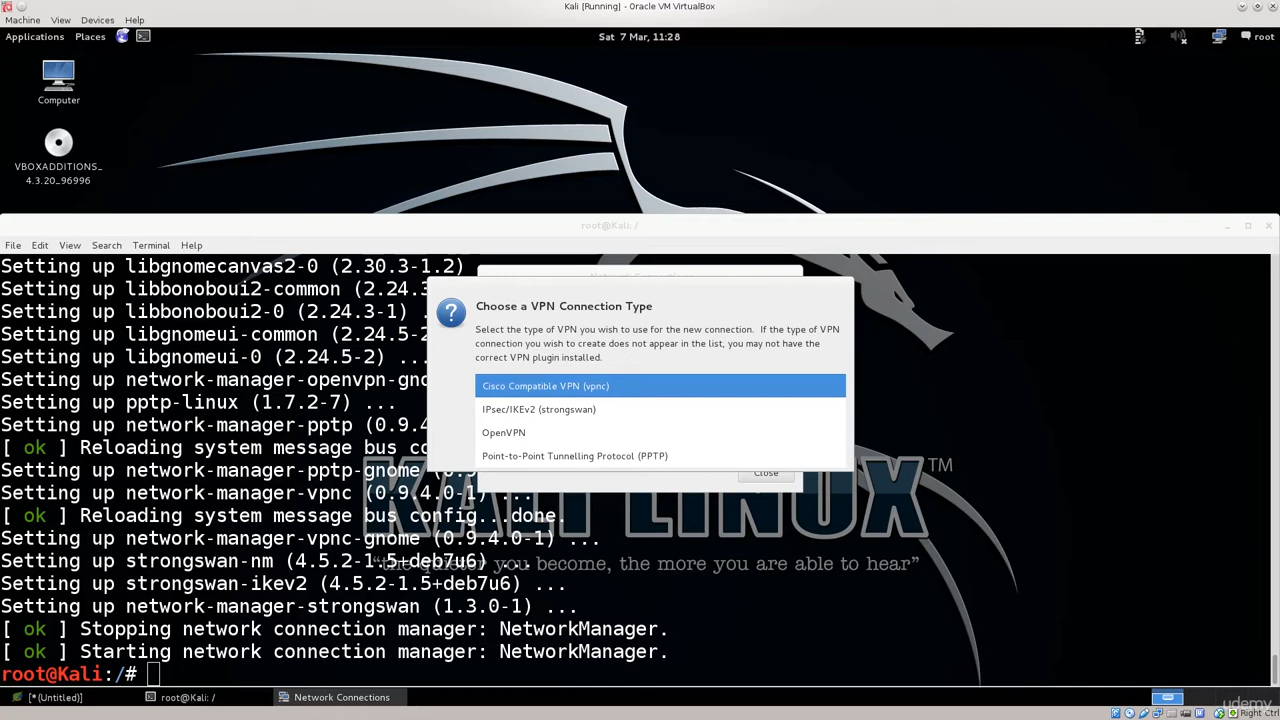 Kali [Running] - Oracle VM VirtualBox
Machine View Devices Help
Applications Places Sat 7 Mar, 11:28 root
Computer
VBOXADDITIONS_
4.3.20_96996
root@Kali: /
File Edit View Search Terminal Help
Setting up libgnomecanvas2-0 (2.30.3-1.2)
Network Connections
Setting up libbonoboui2-common (2.24.3-
Setting up libbonoboui2-0 (2.24.3-1)
Setting up libgnomeui-common (2.24.5-2
Setting up libgnomeui-0 (2.24.5-2) ...
Setting up network-manager-openvpn-gno
Setting up pptp-linux (1.7.2-7) ...
Setting up network-manager-pptp (0.9.
[ ok ] Reloading system message bus co
Setting up network-manager-pptp-gnome
Setting up network-manager-vpnc (0.9.4.0-1) ...
[ ok ] Reloading system message bus config...done.
Setting up network-manager-vpnc-gnome (0.9.4.0-1) ...
Setting up strongswan-nm (4.5.2-1.5+deb7u6) ...
Setting up strongswan-ikev2 (4.5.2-1.5+deb7u6) ...
Setting up network-manager-strongswan (1.3.0-1) ...
[ ok ] Stopping network connection manager: NetworkManager.
[ ok ] Starting network connection manager: NetworkManager.
root@Kali:/#
Choose a VPN Connection Type
Select the type of VPN you wish to use for the new connection. If the type of VPN
connection you wish to create does not appear in the list, you may not have the
correct VPN plugin installed.
Cisco Compatible VPN (vpnc)
IPsec/IKEv2 (strongswan)
OpenVPN
Point-to-Point Tunnelling Protocol (PPTP)
Close
KALI LINUX TM
“the quieter you become, the more you are able to hear”
[*(Untitled)] root@Kali: / Network Connections
udemy
Right Ctrl